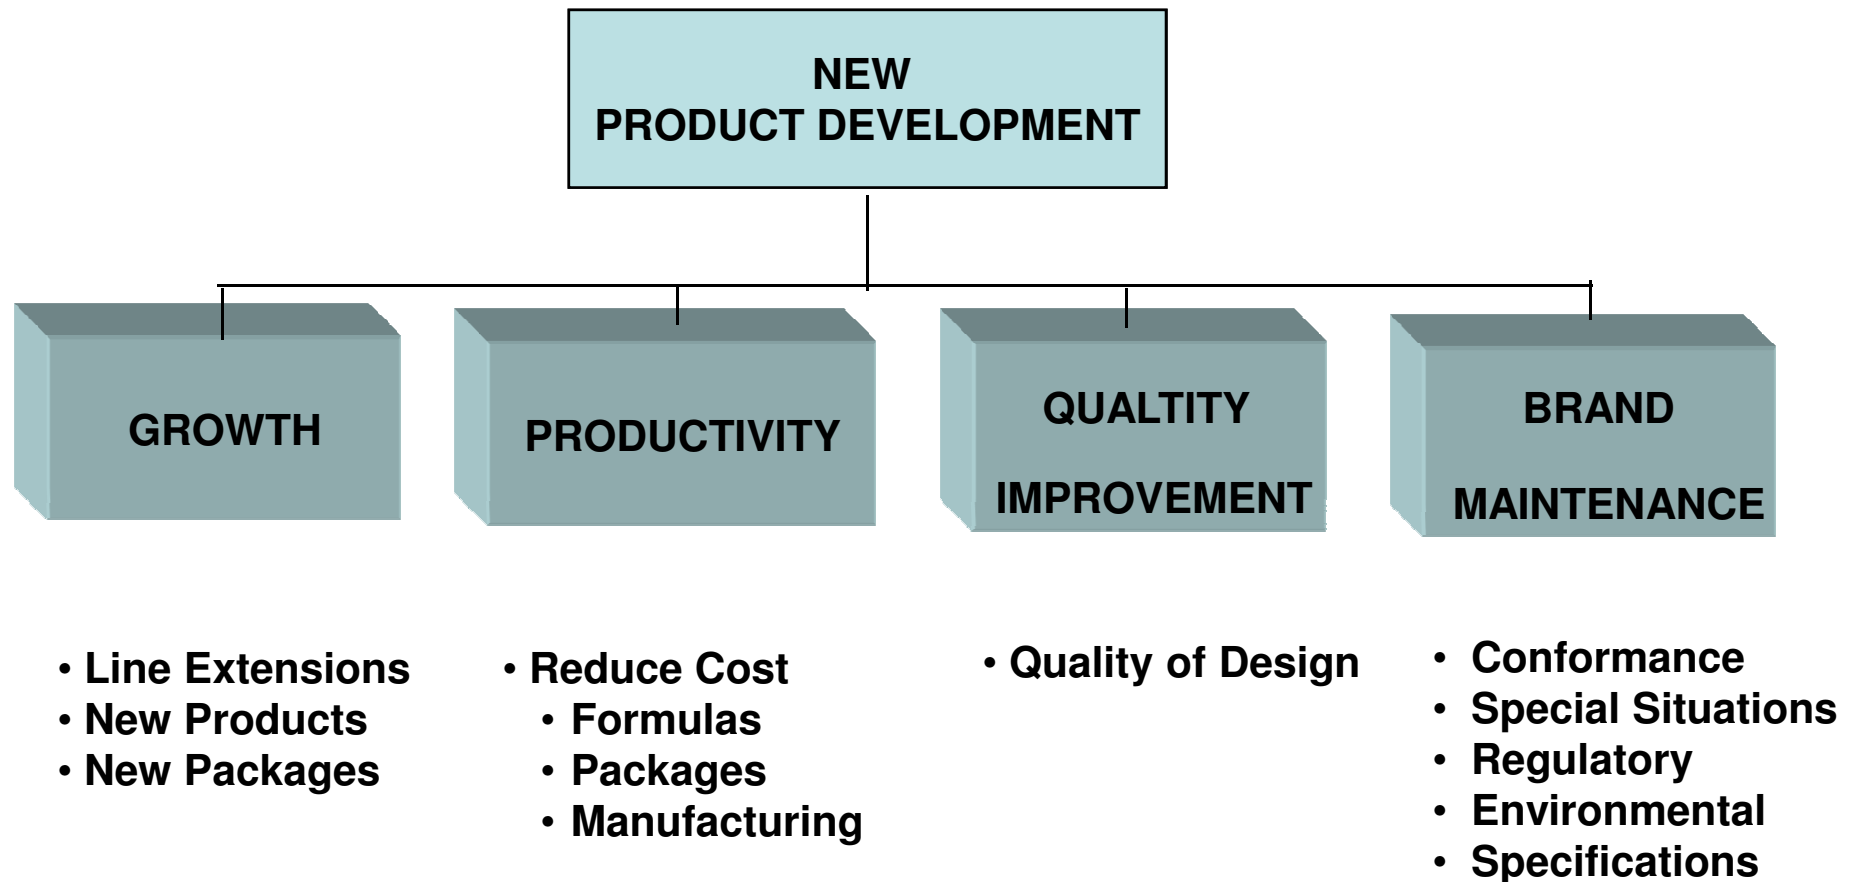 NEW
PRODUCT DEVELOPMENT
GROWTH
PRODUCTIVITY
QUALTITY
IMPROVEMENT
BRAND
MAINTENANCE
• Line Extensions
• New Products
• New Packages
• Reduce Cost
• Formulas
• Packages
• Manufacturing
• Quality of Design
• Conformance
• Special Situations
• Regulatory
• Environmental
• Specifications